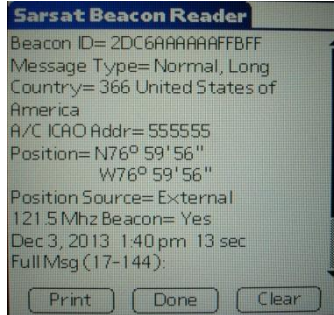 Sarsat Beacon Reader
Beacon ID= 2DC6AAAAAAFFBFF
Message Type= Normal, Long
Country= 366 United States of
America
A/C ICAO Addr= 555555
Position= N76° 59' 56"
W76° 59' 56"
Position Source= External
121.5 Mhz Beacon= Yes
Dec 3, 2013 1:40 pm 13 sec
Full Msg (17-144):
Print Done Clear